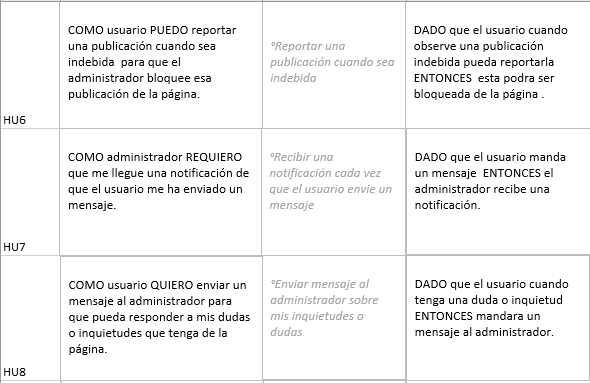 COMO usuario PUEDO reportar
una publicación cuando sea
indebida  para que el
administrador bloquee esa
publicación de la página.
°Reportar una
publicación cuando sea
indebida
DADO que el usuario cuando
observe una publicación
indebida pueda reportarla
ENTONCES  esta podra ser
bloqueada de la página .
HU6
COMO administrador REQUIERO
que me llegue una notificación de
que el usuario me ha enviado un
mensaje.
°Recibir una
notificación cada vez
que el usuario envie un
mensaje
DADO que el usuario manda
un mensaje  ENTONCES el
administrador recibe una
notificación.
HU7
COMO usuario QUIERO enviar un
mensaje al administrador para
que pueda responder a mis dudas
o inquietudes que tenga de la
página.
°Enviar mensaje al
administrador sobre
mis inquietudes o
dudas
DADO que el usuario cuando
tenga una duda o inquietud
ENTONCES mandara un
mensaje al administrador.
HU8